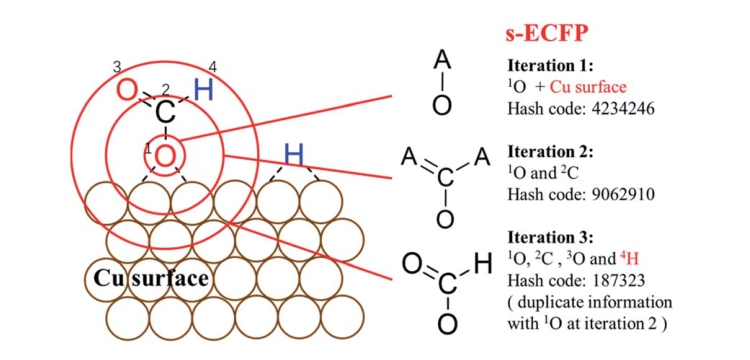 s-ECFP
3
O
2
4
H
C
1
O
H
Cu surface
A
O
Iteration 1:
¹O + Cu surface
Hash code: 4234246
A
A
C
O
Iteration 2:
¹O and ²C
Hash code: 9062910
O
H
C
O
Iteration 3:
¹O, ²C , ³O and ⁴H
Hash code: 187323
( duplicate information
with ¹O at iteration 2 )